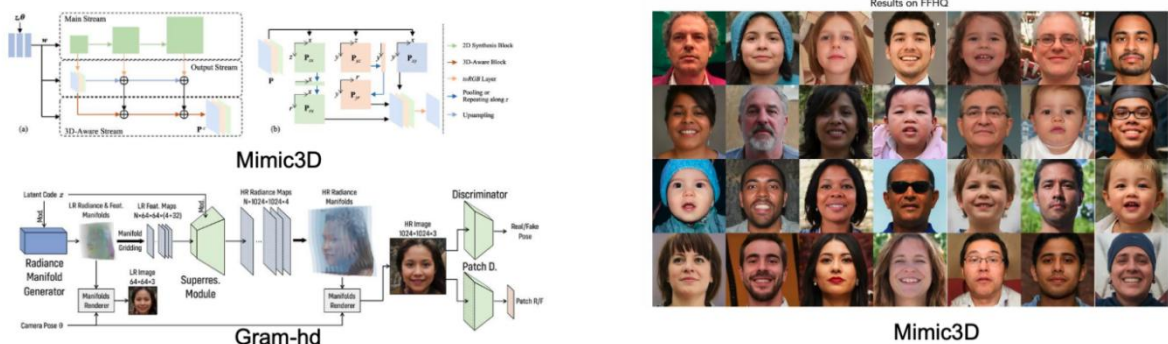 z,θ
w
Main Stream
Output Stream
3D-Aware Stream
(a)
(b)
2D Synthesis Block
3D-Aware Block
toRGB Layer
Pooling or
Repeating along r
Upsampling
Mimic3D
Latent Code z
Mod.
LR Radiance & Feat.
Manifolds
LR Feat. Maps
N×64×64×(4+32)
Mod.
HR Radiance Maps
N×1024×1024×4
HR Radiance
Manifolds
Discriminator
HR Image
1024×1024×3
Real/Fake
Pose
Radiance
Manifold
Generator
Manifold
Gridding
LR Image
64×64×3
Superres.
Module
Patch D.
Manifolds
Renderer
Manifolds
Renderer
Patch R/F
Camera Pose θ
Gram-hd
Results on FFHQ
Mimic3D